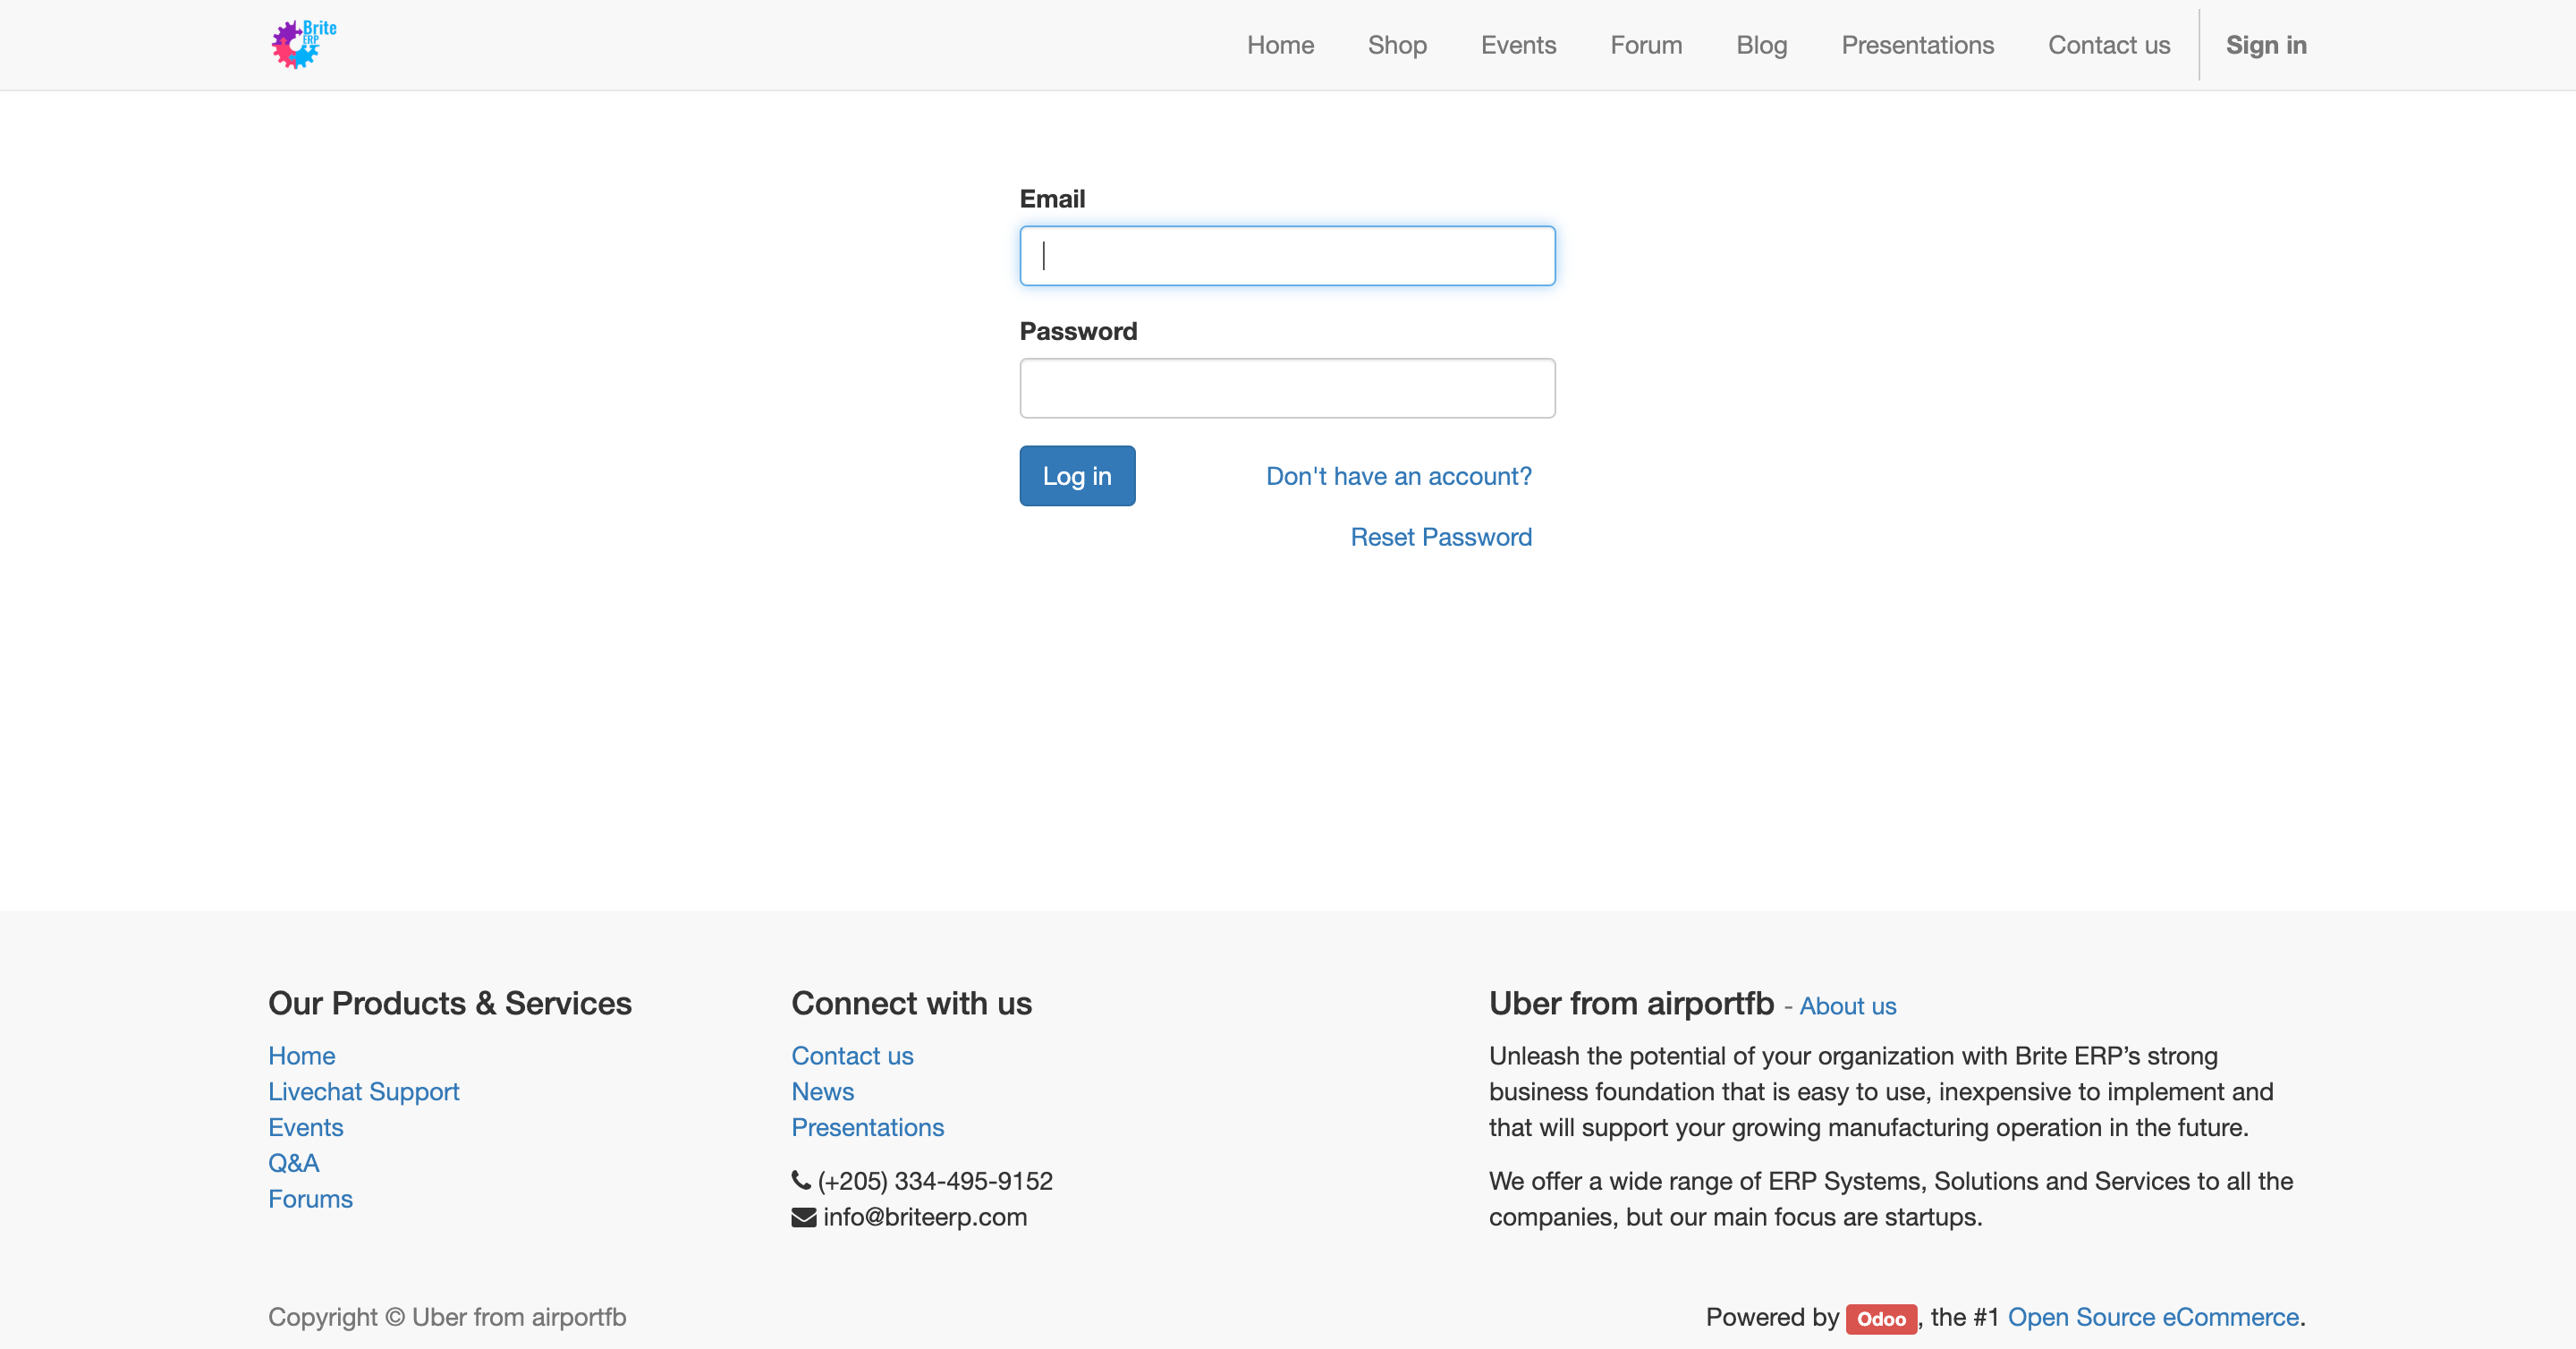 Brite
ERP
Home Shop Events Forum Blog Presentations Contact us Sign in
Email
Password
Log in Don't have an account?
Reset Password
Our Products & Services
Home
Livechat Support
Events
Q&A
Forums
Connect with us
Contact us
News
Presentations
(+205) 334-495-9152
info@briteerp.com
Uber from airportfb - About us
Unleash the potential of your organization with Brite ERP’s strong
business foundation that is easy to use, inexpensive to implement and
that will support your growing manufacturing operation in the future.
We offer a wide range of ERP Systems, Solutions and Services to all the
companies, but our main focus are startups.
Copyright © Uber from airportfb
Powered by Odoo, the #1 Open Source eCommerce.